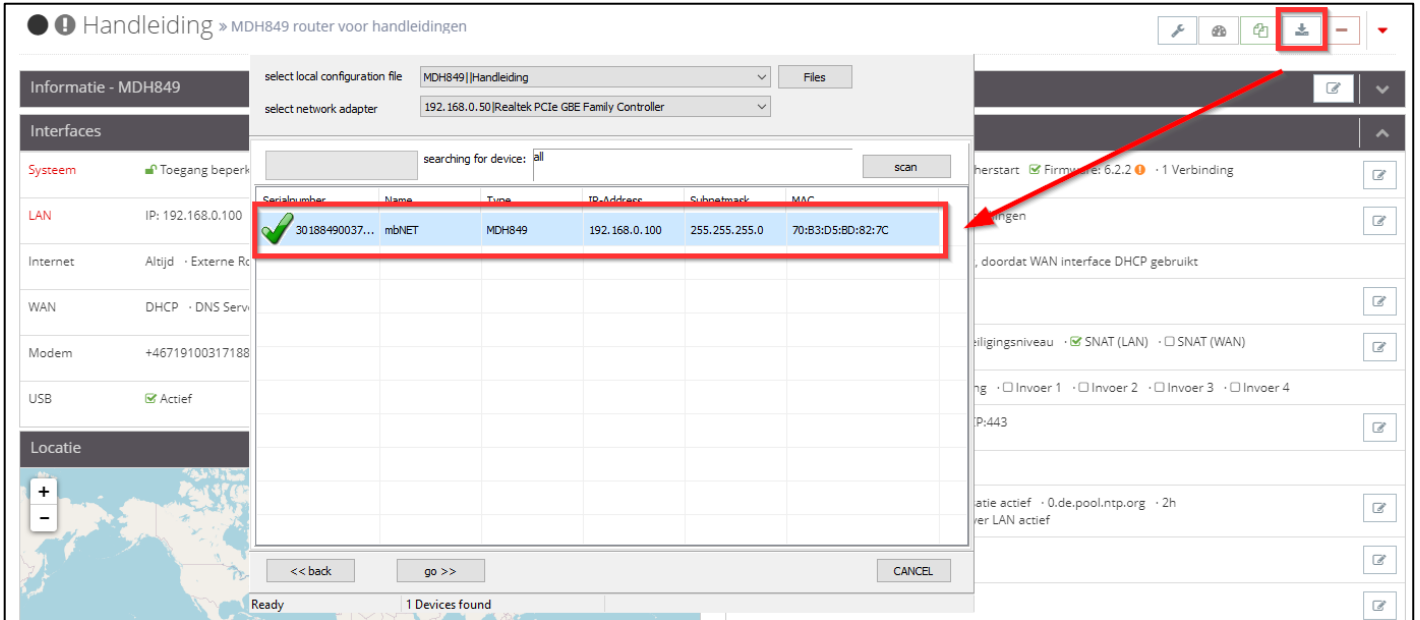 Handleiding » MDH849 router voor handleidingen
Informatie - MDH849
Interfaces
Systeem
Toegang beperk
LAN
IP: 192.168.0.100
Internet
Altijd · Externe
WAN
DHCP · DNS Serv
Modem
+46719100317188
USB
Actief
Locatie
+
-
select local configuration file
MDH849||Handleiding
Files
select network adapter
192.168.0.50|Realtek PCIe GBE Family Controller
searching for device:
all
scan
Serialnumber Name Type IP-Address Subnetmask MAC
30188490037... mbNET MDH849 192.168.0.100 255.255.255.0 70:B3:D5:BD:82:7C
<< back
go >>
CANCEL
Ready
1 Devices found
herstart Firmware: 6.2.2 · 1 Verbinding
ingen
, doordat WAN interface DHCP gebruikt
eiligingsniveau · SNAT (LAN) · SNAT (WAN)
ng · Invoer 1 · Invoer 2 · Invoer 3 · Invoer 4
CP:443
satie actief · 0.de.pool.ntp.org · 2h
ver LAN actief